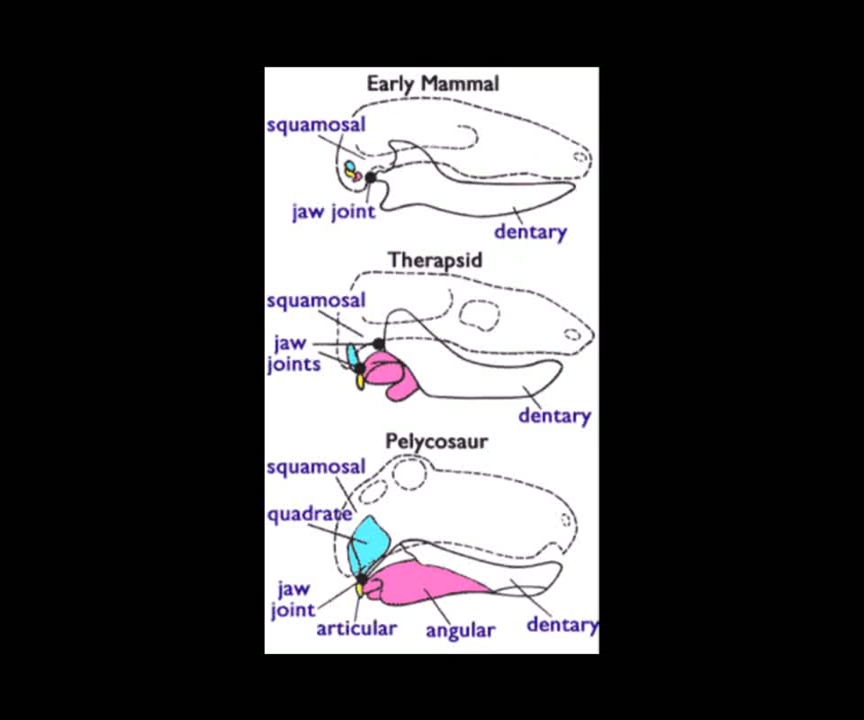 Early Mammal
squamosal
jaw joint
dentary
Therapsid
squamosal
jaw
joints
dentary
Pelycosaur
squamosal
quadrate
jaw
joint
articular
angular
dentary